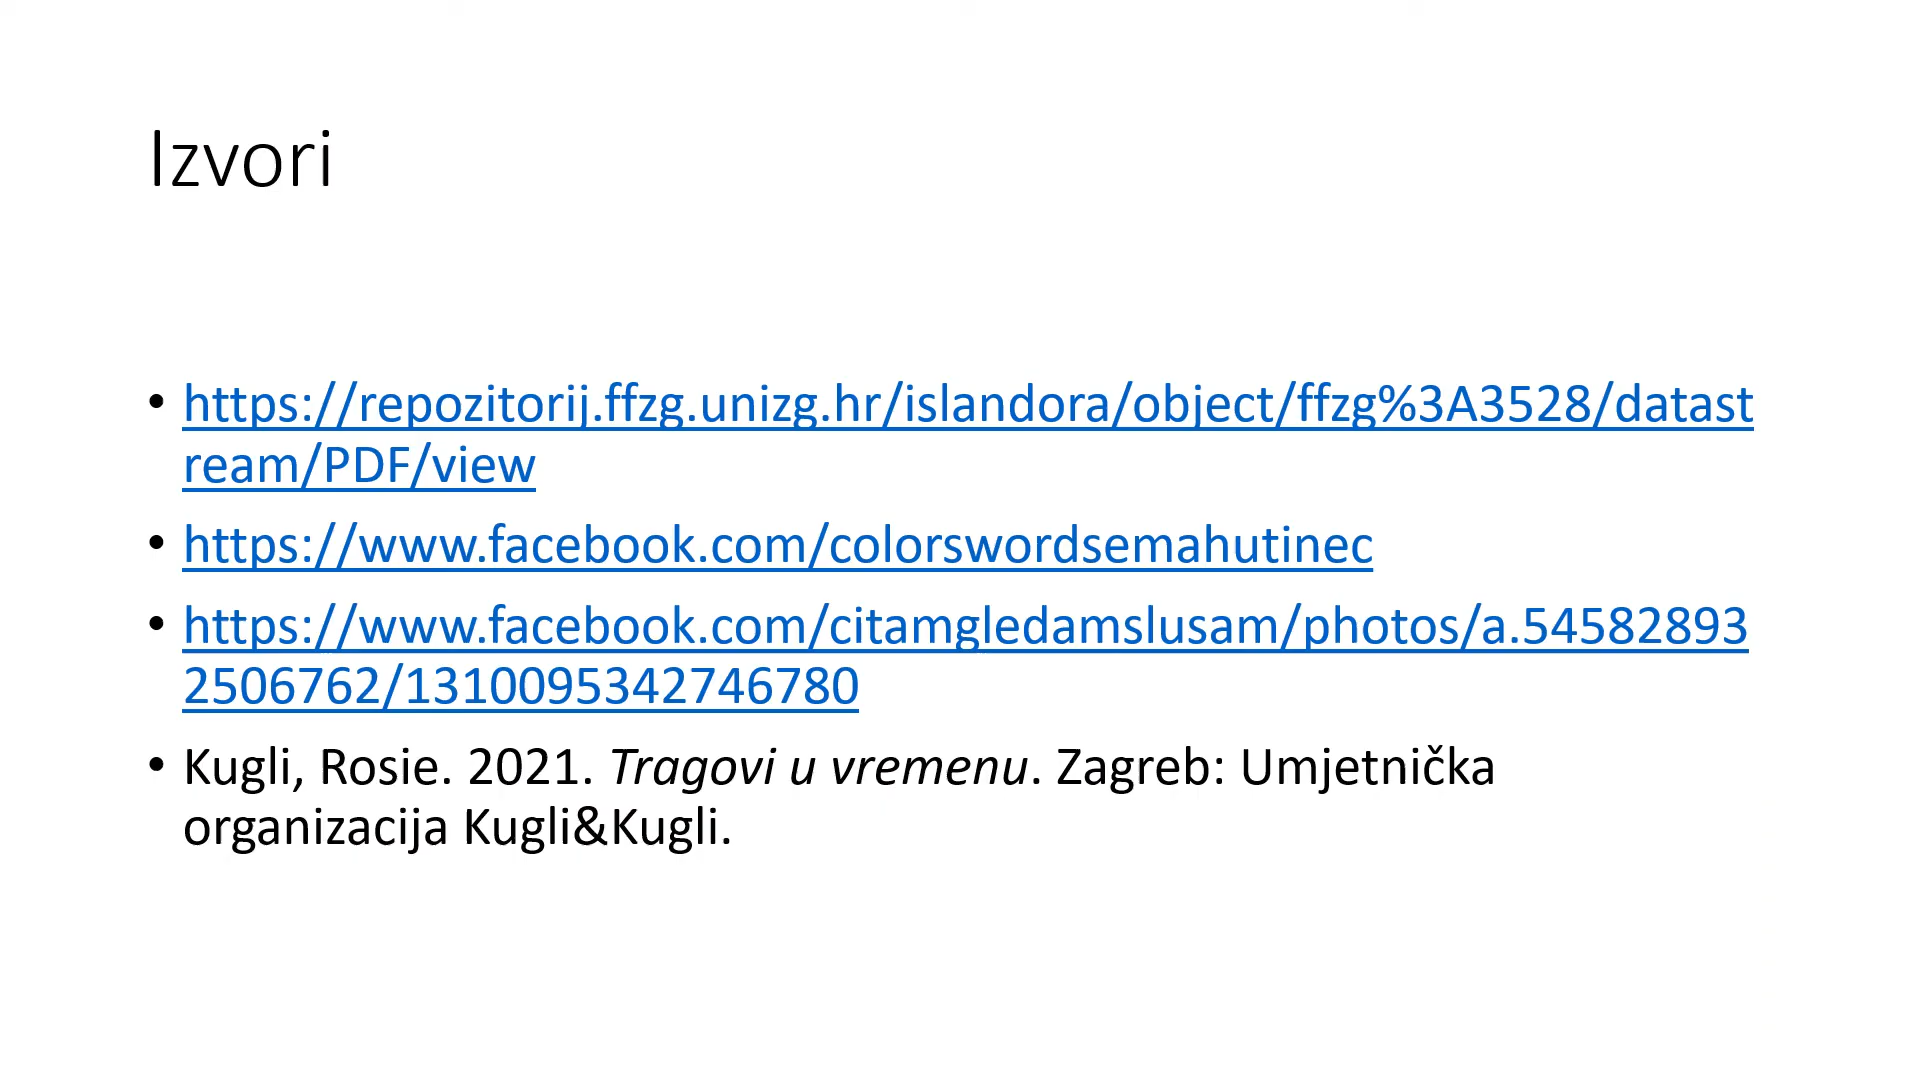 Izvori
• https://repozitorij.ffzg.unizg.hr/islandora/object/ffzg%3A3528/datast
ream/PDF/view
• https://www.facebook.com/colorswordsemahutinec
• https://www.facebook.com/citamgledamslusam/photos/a.54582893
2506762/1310095342746780
• Kugli, Rosie. 2021. Tragovi u vremenu. Zagreb: Umjetnička
organizacija Kugli&Kugli.